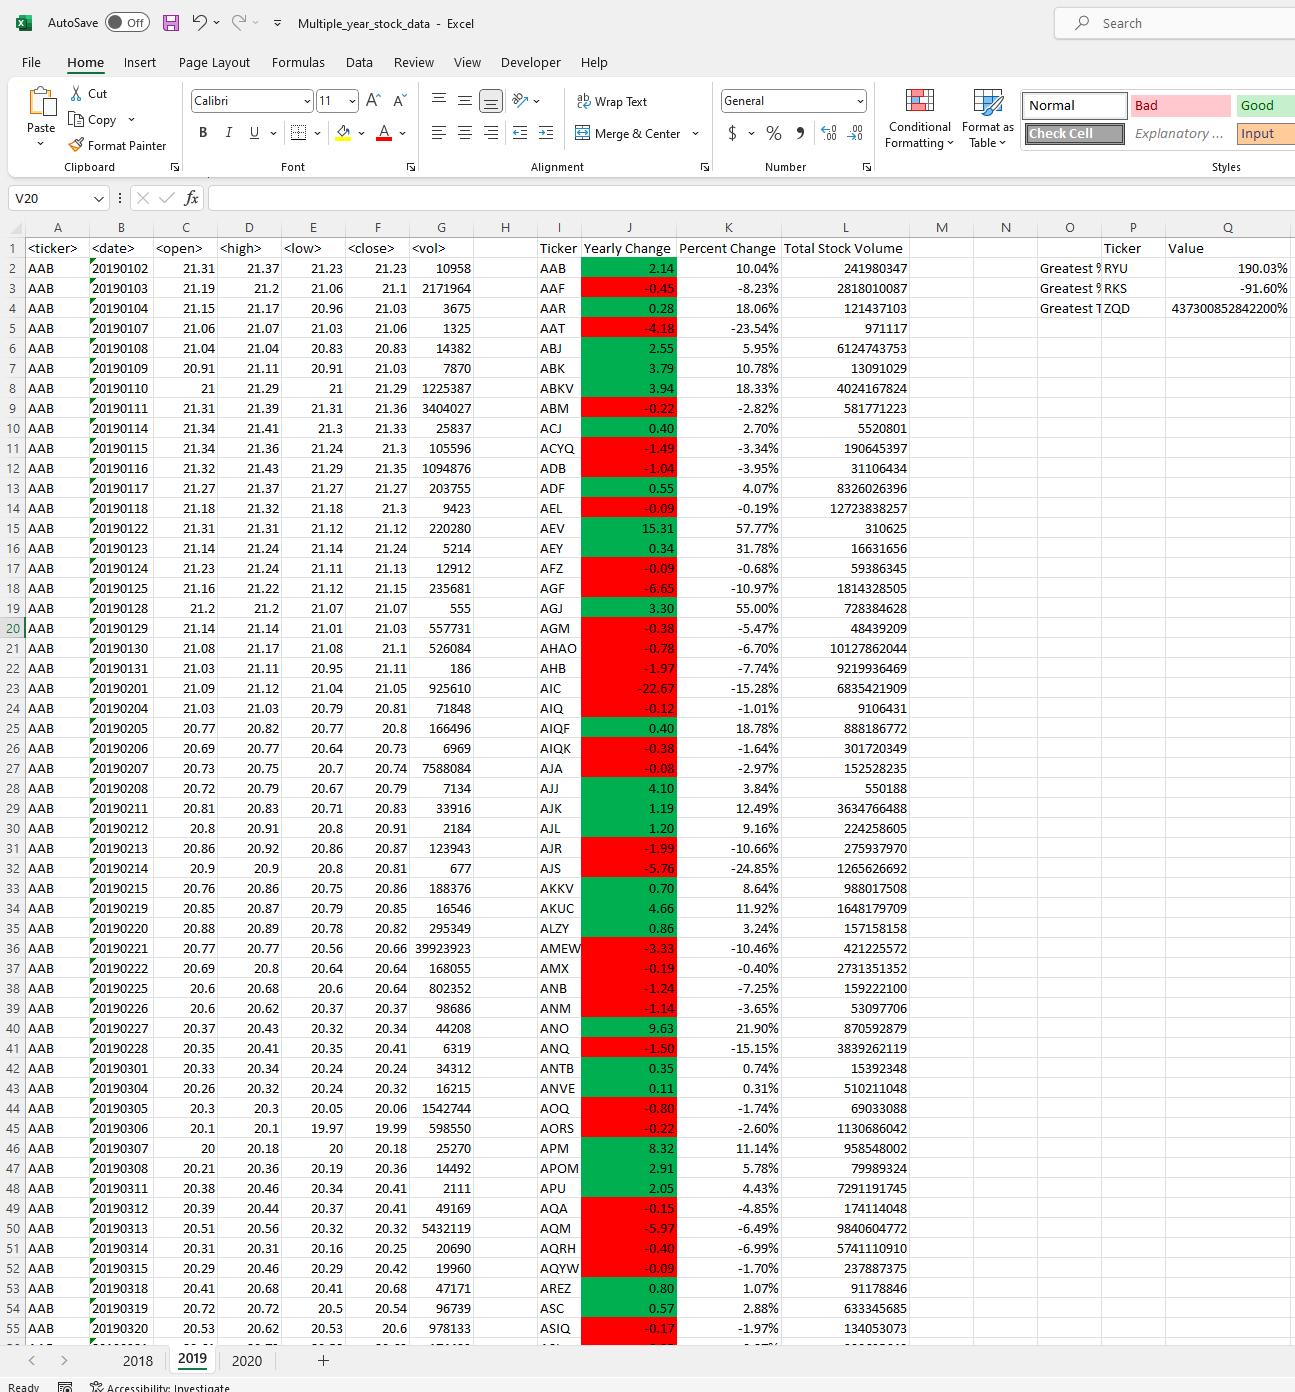 AutoSave Off Multiple_year_stock_data - Excel Search
File Home Insert Page Layout Formulas Data Review View Developer Help
Paste Cut Copy Format Painter Clipboard
Calibri 11 B I U A Font
Wrap Text Merge & Center Alignment
General $ % Number
Conditional Formatting Format as Table
Normal Bad Good
Check Cell Explanatory ... Input
Styles
V20 fx
A B C D E F G H I J K L M N O P Q
1 <ticker> <date> <open> <high> <low> <close> <vol> Ticker Yearly Change Percent Change Total Stock Volume Ticker Value
2 AAB 20190102 21.31 21.37 21.23 21.23 10958 AAB 2.14 10.04% 241980347 Greatest % RYU 190.03%
3 AAB 20190103 21.19 21.2 21.06 21.1 2171964 AAF -0.45 -8.23% 2818010087 Greatest % RKS -91.60%
4 AAB 20190104 21.15 21.17 20.96 21.03 3675 AAR 0.28 18.06% 121437103 Greatest T ZQD 437300852842200%
5 AAB 20190107 21.06 21.07 21.03 21.06 1325 AAT -4.18 -23.54% 971117
6 AAB 20190108 21.04 21.04 20.83 20.83 14382 ABJ 2.55 5.95% 6124743753
7 AAB 20190109 20.91 21.11 20.91 21.03 7870 ABK 3.79 10.78% 13091029
8 AAB 20190110 21 21.29 21 21.29 1225387 ABKV 3.94 18.33% 4024167824
9 AAB 20190111 21.31 21.39 21.31 21.36 3404027 ABM -0.22 -2.82% 581771223
10 AAB 20190114 21.34 21.41 21.3 21.33 25837 ACJ 0.40 2.70% 5520801
11 AAB 20190115 21.34 21.36 21.24 21.3 105596 ACYQ -1.49 -3.34% 190645397
12 AAB 20190116 21.32 21.43 21.29 21.35 1094876 ADB -1.04 -3.95% 31106434
13 AAB 20190117 21.27 21.37 21.27 21.27 203755 ADF 0.55 4.07% 8326026396
14 AAB 20190118 21.18 21.32 21.18 21.3 9423 AEL -0.09 -0.19% 12723838257
15 AAB 20190122 21.31 21.31 21.12 21.12 220280 AEV 15.31 57.77% 310625
16 AAB 20190123 21.14 21.24 21.14 21.24 5214 AEY 0.34 31.78% 16631656
17 AAB 20190124 21.23 21.24 21.11 21.13 12912 AFZ -0.09 -0.68% 59386345
18 AAB 20190125 21.16 21.22 21.12 21.15 235681 AGF -6.65 -10.97% 1814328505
19 AAB 20190128 21.2 21.2 21.07 21.07 555 AGJ 3.30 55.00% 728384628
20 AAB 20190129 21.14 21.14 21.01 21.03 557731 AGM -0.38 -5.47% 48439209
21 AAB 20190130 21.08 21.17 21.08 21.1 526084 AHAO -0.78 -6.70% 10127862044
22 AAB 20190131 21.03 21.11 20.95 21.11 186 AHB -1.97 -7.74% 9219936469
23 AAB 20190201 21.09 21.12 21.04 21.05 925610 AIC -22.67 -15.28% 6835421909
24 AAB 20190204 21.03 21.03 20.79 20.81 71848 AIQ -0.12 -1.01% 9106431
25 AAB 20190205 20.77 20.82 20.77 20.8 166496 AIQF 0.40 18.78% 888186772
26 AAB 20190206 20.69 20.77 20.64 20.73 6969 AIQK -0.38 -1.64% 301720349
27 AAB 20190207 20.73 20.75 20.7 20.74 7588084 AJA -0.08 -2.97% 152528235
28 AAB 20190208 20.72 20.79 20.67 20.79 7134 AJJ 4.10 3.84% 550188
29 AAB 20190211 20.81 20.83 20.71 20.83 33916 AJK 1.19 12.49% 3634766488
30 AAB 20190212 20.8 20.91 20.8 20.91 2184 AJL 1.20 9.16% 224258605
31 AAB 20190213 20.86 20.92 20.86 20.87 123943 AJR -1.99 -10.66% 275937970
32 AAB 20190214 20.9 20.9 20.8 20.81 677 AJS -5.76 -24.85% 1265626692
33 AAB 20190215 20.76 20.86 20.75 20.86 188376 AKKV 0.70 8.64% 988017508
34 AAB 20190219 20.85 20.87 20.79 20.85 16546 AKUC 4.66 11.92% 1648179709
35 AAB 20190220 20.88 20.89 20.78 20.82 295349 ALZY 0.86 3.24% 157158158
36 AAB 20190221 20.77 20.77 20.56 20.66 39923923 AMEW -3.33 -10.46% 421225572
37 AAB 20190222 20.69 20.8 20.64 20.64 168055 AMX -0.19 -0.40% 2731351352
38 AAB 20190225 20.6 20.68 20.6 20.64 802352 ANB -1.24 -7.25% 159222100
39 AAB 20190226 20.6 20.62 20.37 20.37 98686 ANM -1.14 -3.65% 53097706
40 AAB 20190227 20.37 20.43 20.32 20.34 44208 ANO 9.63 21.90% 870592879
41 AAB 20190228 20.35 20.41 20.35 20.41 6319 ANQ -1.50 -15.15% 3839262119
42 AAB 20190301 20.33 20.34 20.24 20.24 34312 ANTB 0.35 0.74% 15392348
43 AAB 20190304 20.26 20.32 20.24 20.32 16215 ANVE 0.11 0.31% 510211048
44 AAB 20190305 20.3 20.3 20.05 20.06 1542744 AOQ -0.80 -1.74% 69033088
45 AAB 20190306 20.1 20.1 19.97 19.99 598550 AORS -0.22 -2.60% 1130686042
46 AAB 20190307 20 20.18 20 20.18 25270 APM 8.32 11.14% 958548002
47 AAB 20190308 20.21 20.36 20.19 20.36 14492 APOM 2.91 5.78% 79989324
48 AAB 20190311 20.38 20.46 20.34 20.41 2111 APU 2.05 4.43% 7291191745
49 AAB 20190312 20.39 20.44 20.37 20.41 49169 AQA -0.15 -4.85% 174114048
50 AAB 20190313 20.51 20.56 20.32 20.32 5432119 AQM -5.97 -6.49% 9840604772
51 AAB 20190314 20.31 20.31 20.16 20.25 20690 AQRH -0.40 -6.99% 5741110910
52 AAB 20190315 20.29 20.46 20.29 20.42 19960 AQYW -0.09 -1.70% 237887375
53 AAB 20190318 20.41 20.68 20.41 20.68 47171 AREZ 0.80 1.07% 91178846
54 AAB 20190319 20.72 20.72 20.5 20.54 96739 ASC 0.57 2.88% 633345685
55 AAB 20190320 20.53 20.62 20.53 20.6 978133 ASIQ -0.17 -1.97% 134053073
2018 2019 2020
Ready Accessibility: Investigate